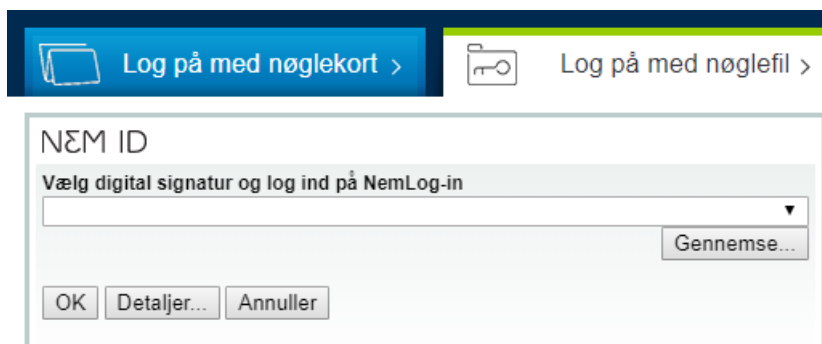 Log på med nøglekort >
Log på med nøglefil >
NEM ID
Vælg digital signatur og log ind på NemLog-in
Gennemse...
OK Detaljer... Annuller